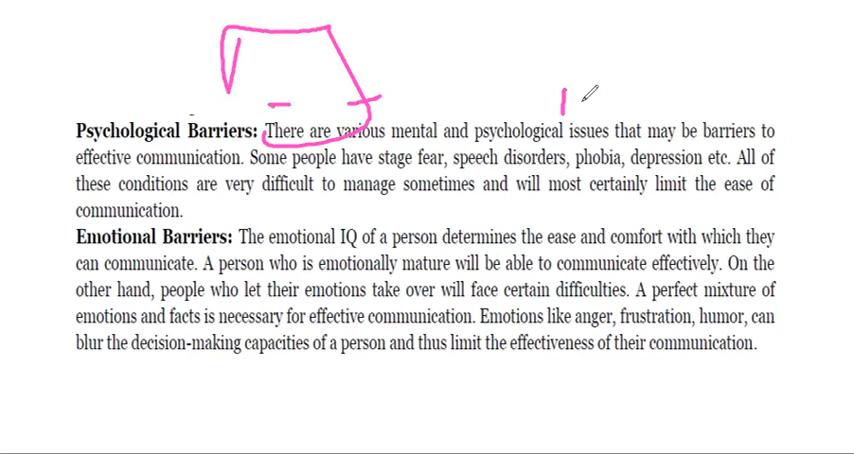 Psychological Barriers: There are various mental and psychological issues that may be barriers to
effective communication. Some people have stage fear, speech disorders, phobia, depression etc. All of
these conditions are very difficult to manage sometimes and will most certainly limit the ease of
communication.
Emotional Barriers: The emotional IQ of a person determines the ease and comfort with which they
can communicate. A person who is emotionally mature will be able to communicate effectively. On the
other hand, people who let their emotions take over will face certain difficulties. A perfect mixture of
emotions and facts is necessary for effective communication. Emotions like anger, frustration, humor, can
blur the decision-making capacities of a person and thus limit the effectiveness of their communication.